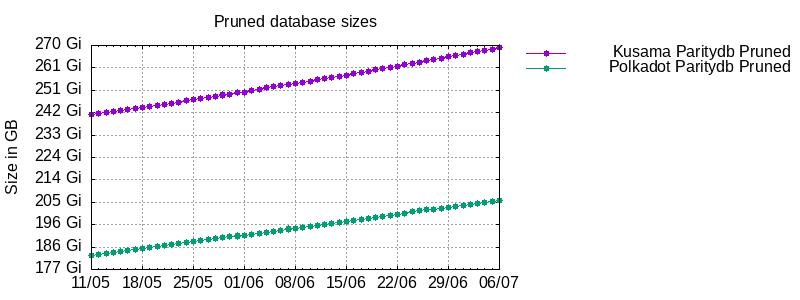 Pruned database sizes
270 Gi
261 Gi
251 Gi
242 Gi
233 Gi
224 Gi
214 Gi
205 Gi
196 Gi
186 Gi
177 Gi
Size in GB
11/05 18/05 25/05 01/06 08/06 15/06 22/06 29/06 06/07
Kusama Paritydb Pruned
Polkadot Paritydb Pruned